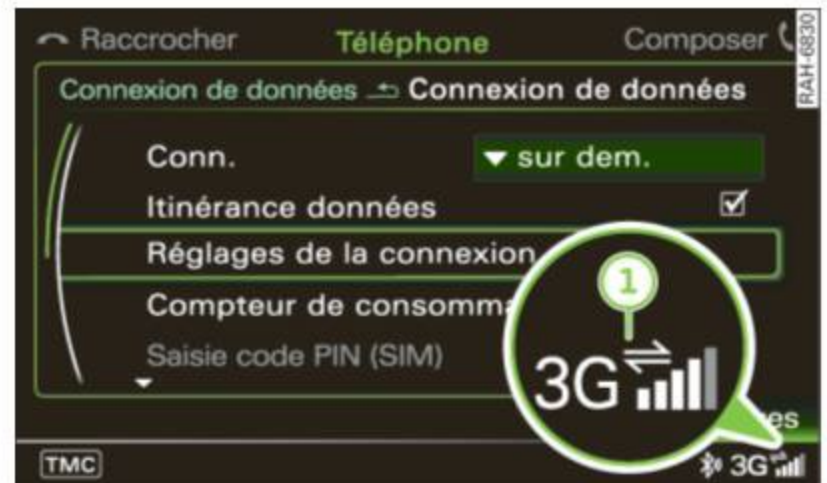 Raccrocher Téléphone Composer
Connexion de données Connexion de données
Conn. sur dem.
Itinérance données
Réglages de la connexion
Compteur de consomma
Saisie code PIN (SIM)
1
3G
es
TMC 3G
RAH-6830